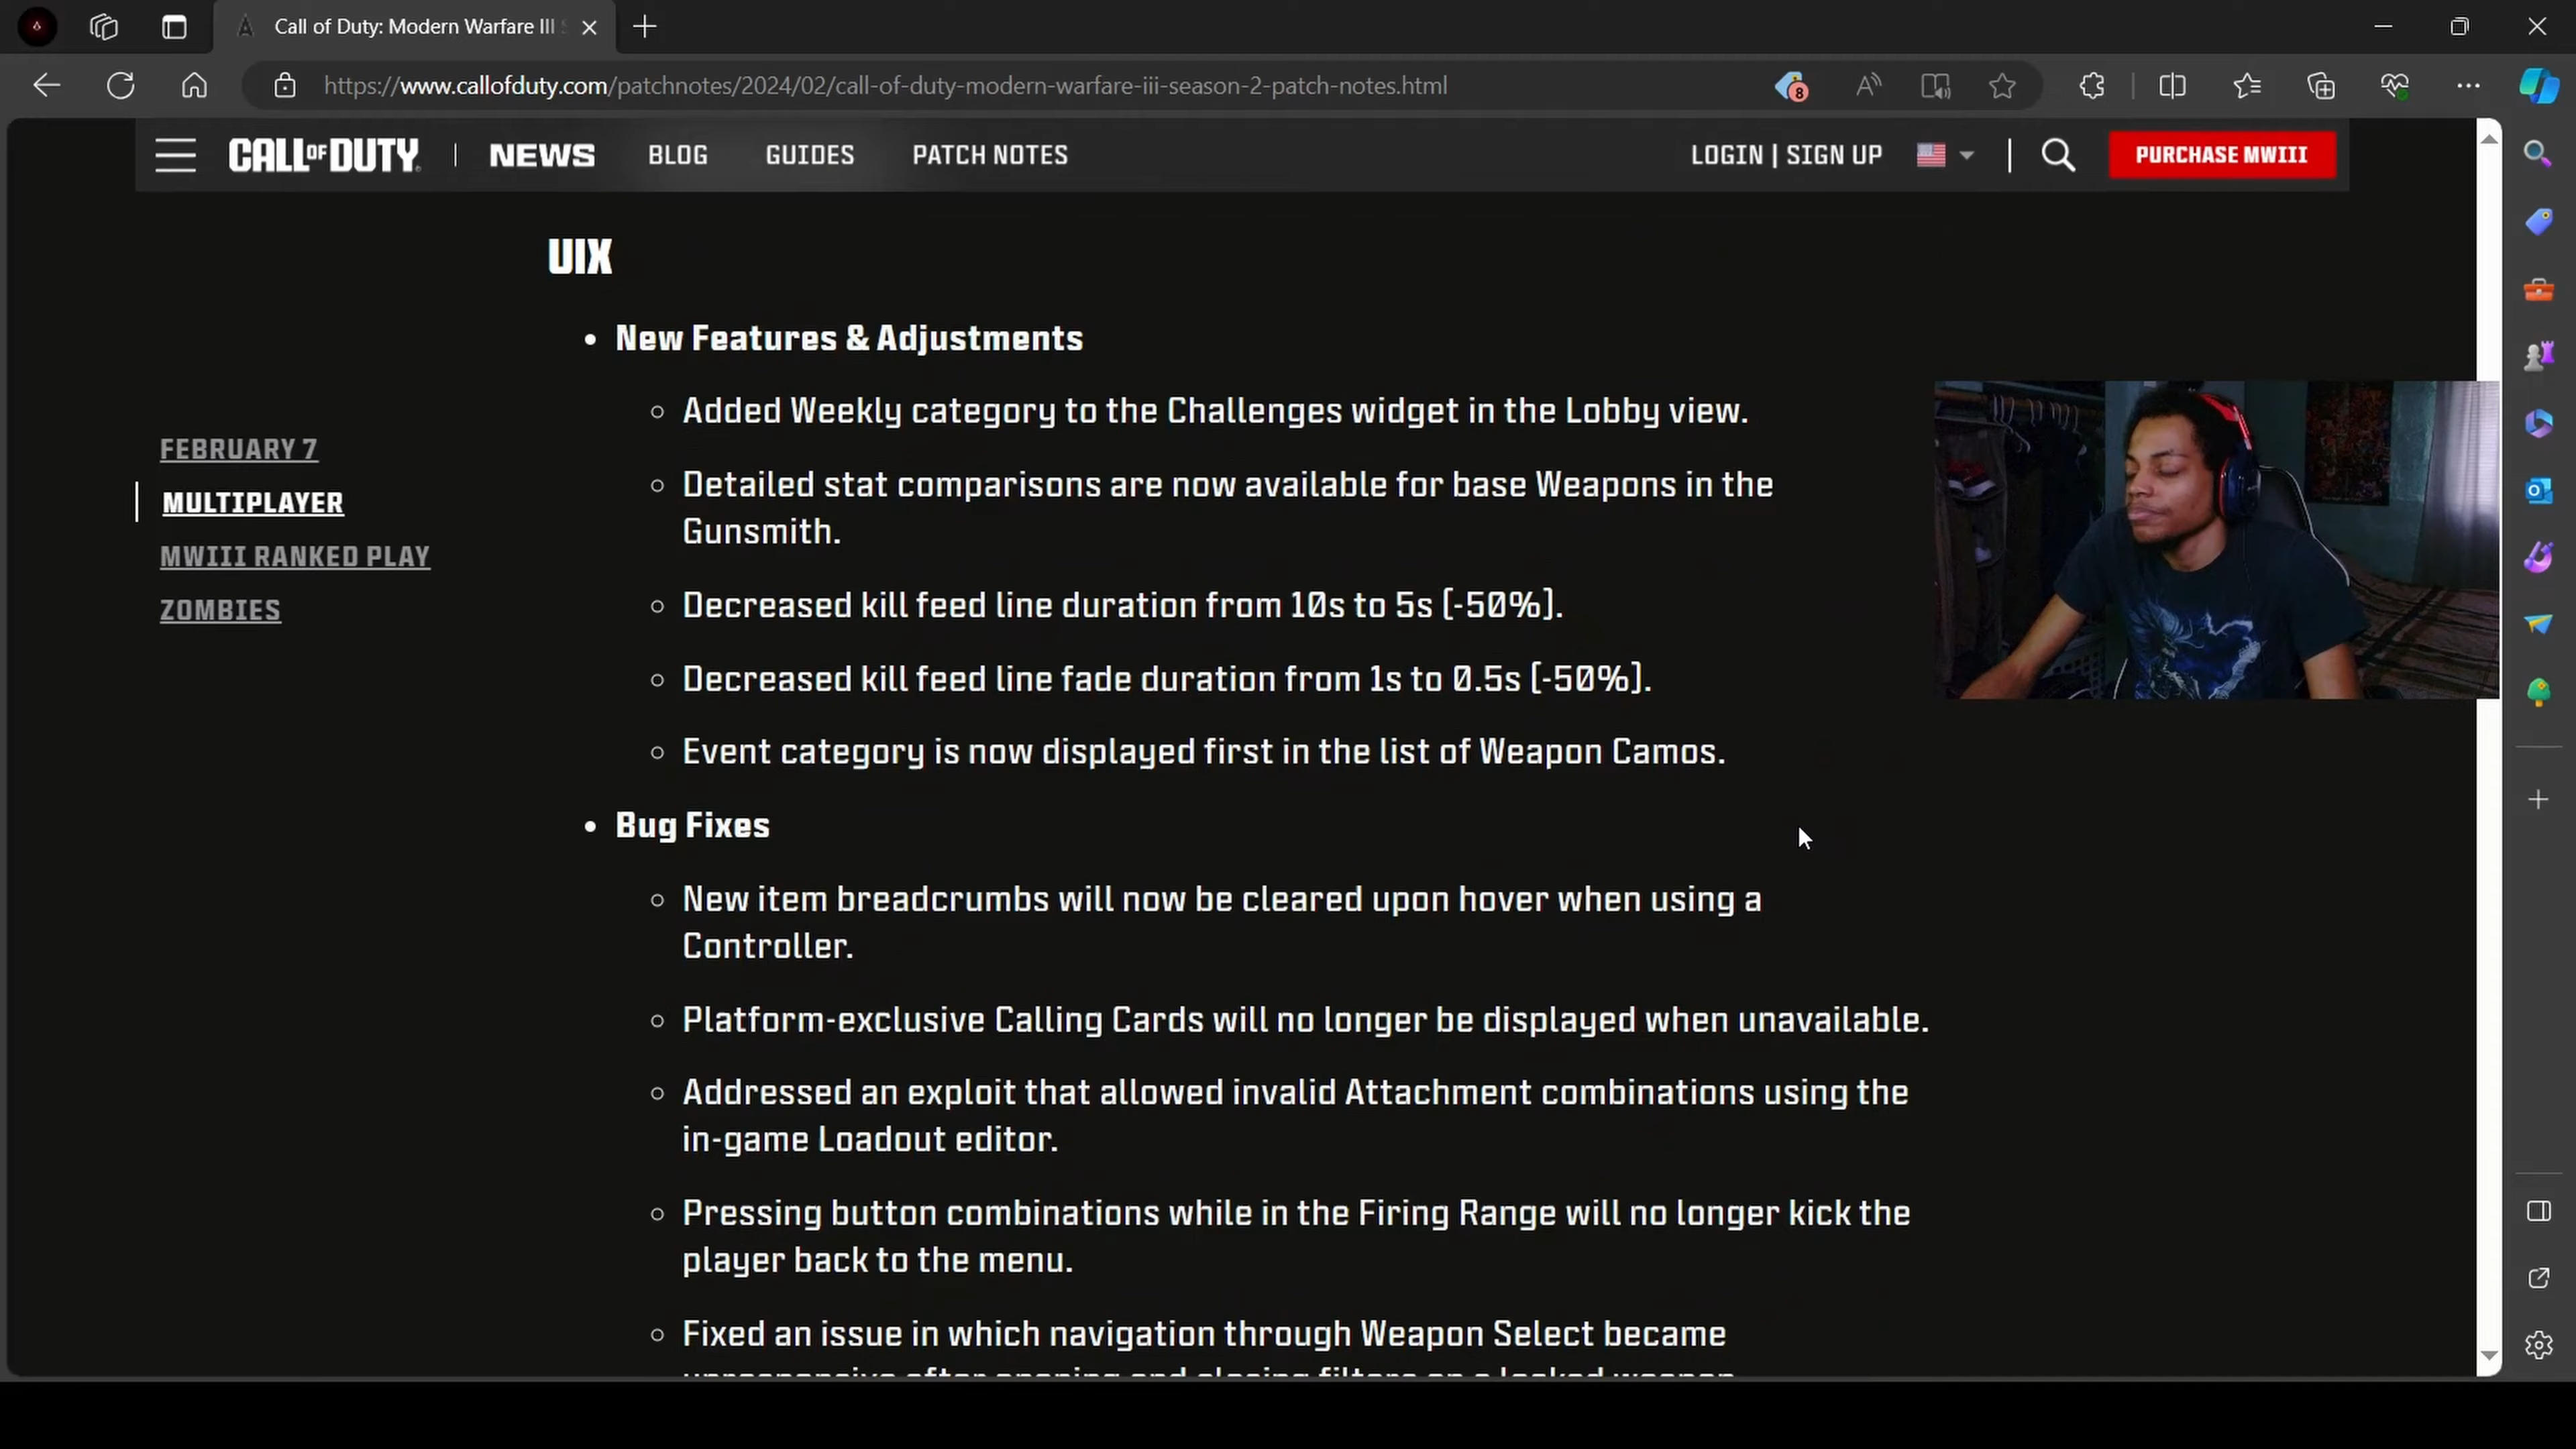 Call of Duty: Modern Warfare III
https://www.callofduty.com/patchnotes/2024/02/call-of-duty-modern-warfare-iii-season-2-patch-notes.html
8
CALL OF DUTY NEWS BLOG GUIDES PATCH NOTES LOGIN | SIGN UP PURCHASE MWIII
UIX
New Features & Adjustments
Added Weekly category to the Challenges widget in the Lobby view.
FEBRUARY 7
MULTIPLAYER
MWIII RANKED PLAY
ZOMBIES
Detailed stat comparisons are now available for base Weapons in the
Gunsmith.
Decreased kill feed line duration from 10s to 5s [-50%].
Decreased kill feed line fade duration from 1s to 0.5s [-50%].
Event category is now displayed first in the list of Weapon Camos.
Bug Fixes
New item breadcrumbs will now be cleared upon hover when using a
Controller.
Platform-exclusive Calling Cards will no longer be displayed when unavailable.
Addressed an exploit that allowed invalid Attachment combinations using the
in-game Loadout editor.
Pressing button combinations while in the Firing Range will no longer kick the
player back to the menu.
Fixed an issue in which navigation through Weapon Select became